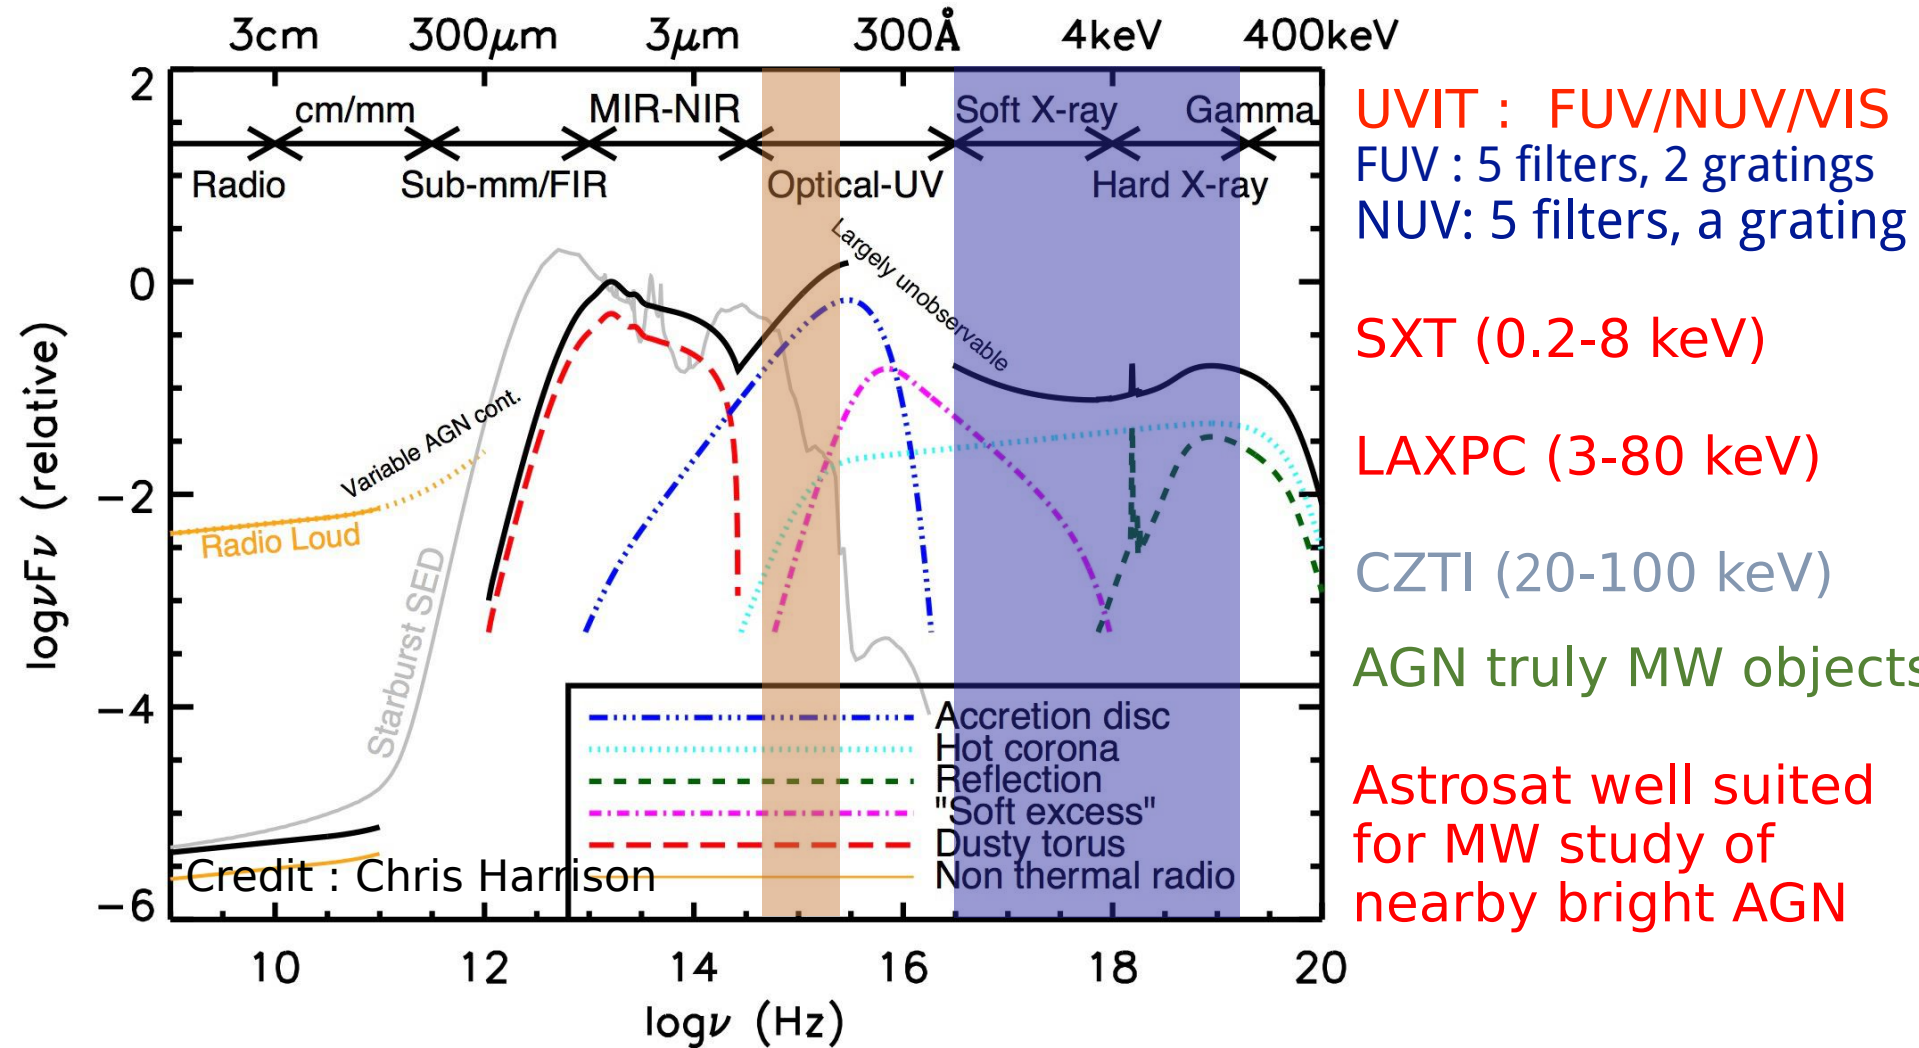 3cm 300μm 3μm 300Å 4keV 400keV
2
0
−2
−4
−6
logνFν (relative)
cm/mm MIR-NIR Soft X-ray Gamma
Radio Sub-mm/FIR Optical-UV Hard X-ray
Largely unobservable
Variable AGN cont.
Radio Loud
Starburst SED
Accretion disc
Hot corona
Reflection
"Soft excess"
Dusty torus
Non thermal radio
Credit : Chris Harrison
10 12 14 16 18 20
logν (Hz)
UVIT : FUV/NUV/VIS
FUV : 5 filters, 2 gratings
NUV: 5 filters, a grating
SXT (0.2-8 keV)
LAXPC (3-80 keV)
CZTI (20-100 keV)
AGN truly MW objects
Astrosat well suited
for MW study of
nearby bright AGN